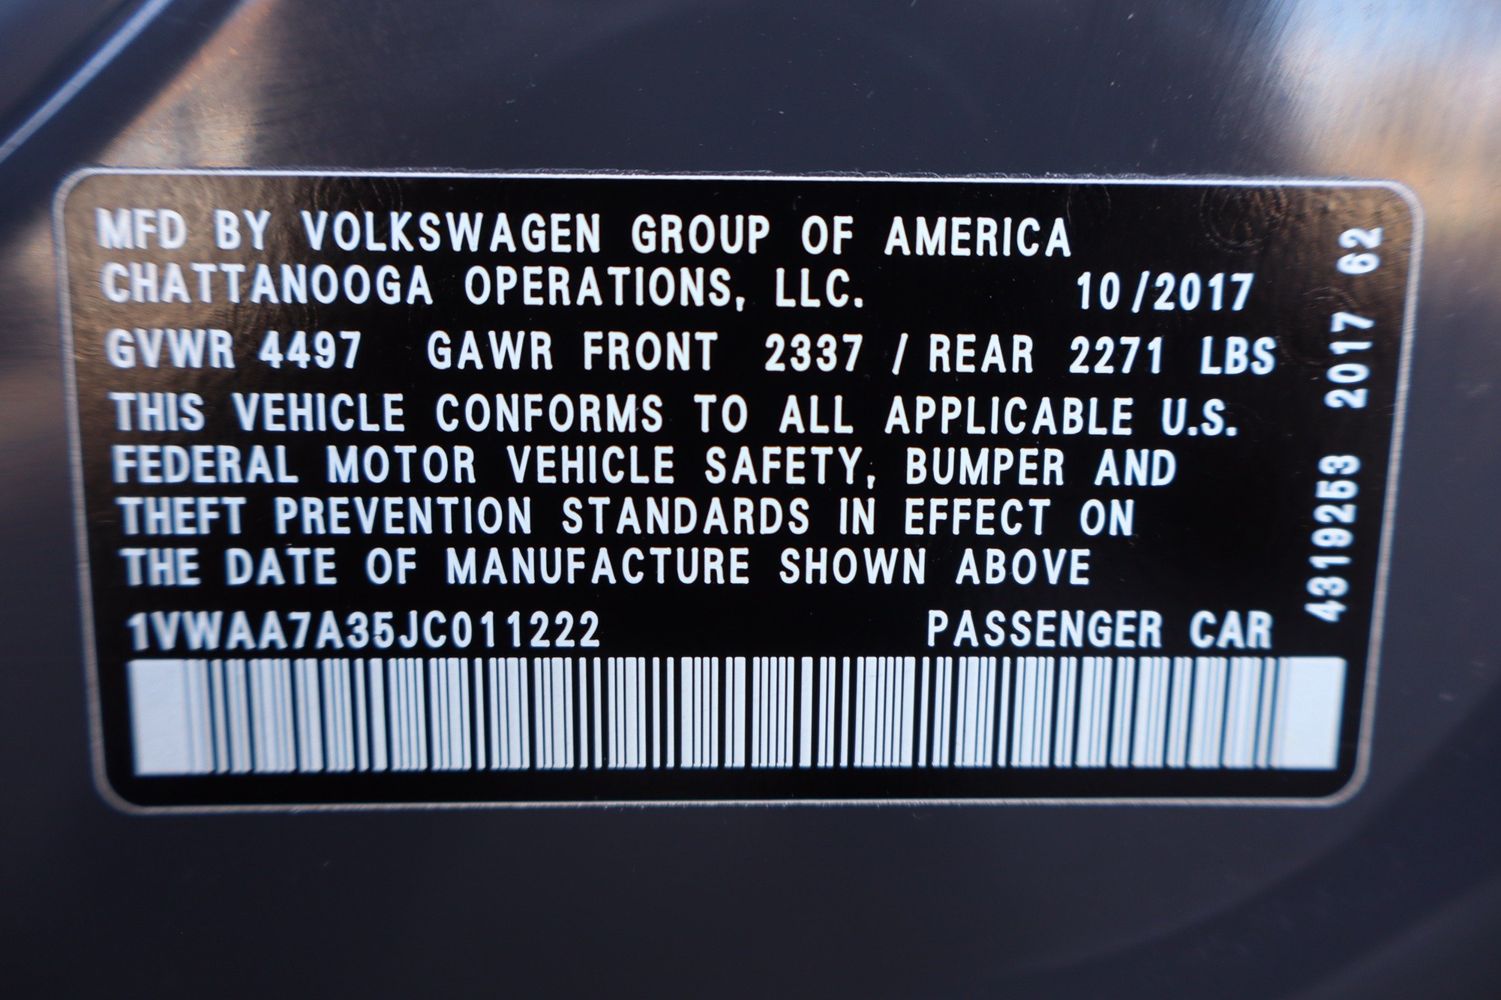 MFD BY VOLKSWAGEN GROUP OF AMERICA
CHATTANOOGA OPERATIONS, LLC. 10/2017
GVWR 4497 GAWR FRONT 2337 / REAR 2271 LBS
THIS VEHICLE CONFORMS TO ALL APPLICABLE U.S.
FEDERAL MOTOR VEHICLE SAFETY, BUMPER AND
THEFT PREVENTION STANDARDS IN EFFECT ON
THE DATE OF MANUFACTURE SHOWN ABOVE
1VWAA7A35JC011222 PASSENGER CAR
4319253 2017 62